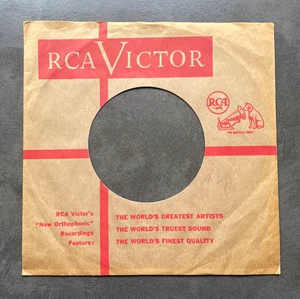 RCA VICTOR
RCA
"HIS MASTER'S VOICE"
RCA Victor's
"New Orthophonic"
Recordings
Feature:
THE WORLD'S GREATEST ARTISTS
THE WORLD'S TRUEST SOUND
THE WORLD'S FINEST QUALITY